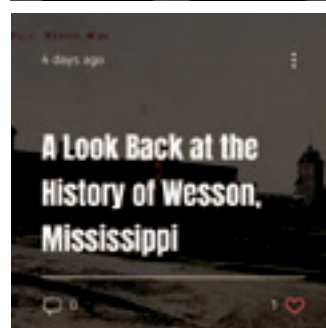 4 days ago
A Look Back at the
History of Wesson,
Mississippi
0
1